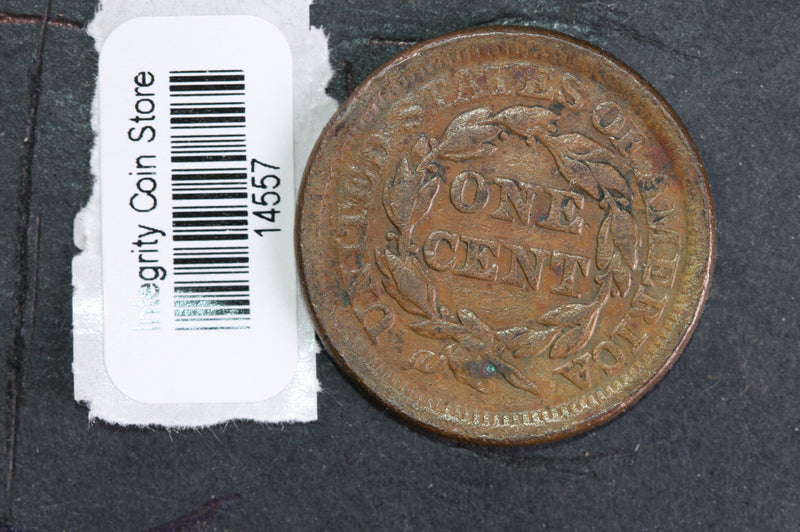 Integrity Coin Store
14557
UNITED STATES OF AMERICA
ONE
CENT